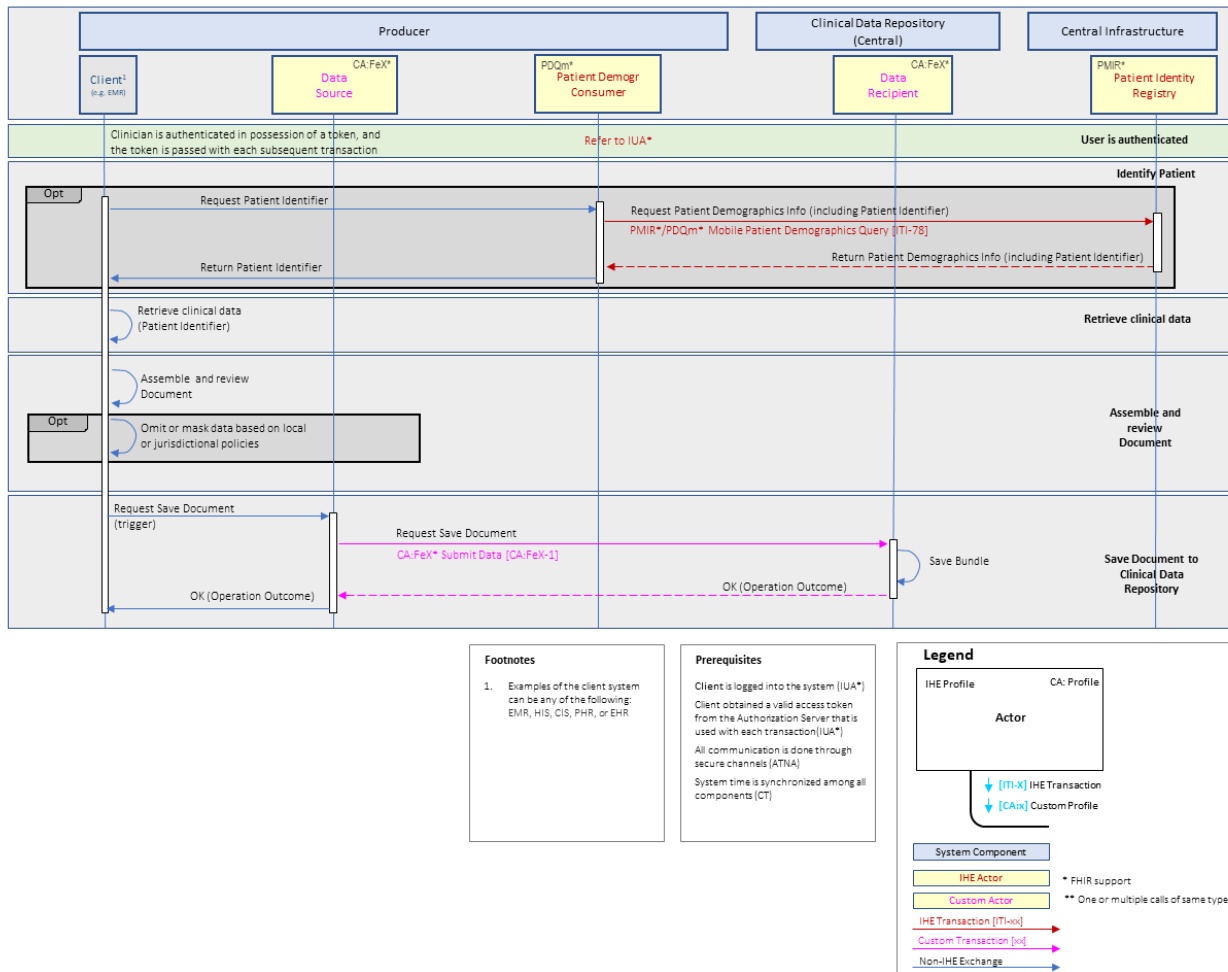 Producer
Clinical Data Repository
(Central)
Central Infrastructure
Client¹
(e.g. EMR)
CA:FeX*
Data
Source
PDQm*
Patient Demogr
Consumer
CA:FeX*
Data
Recipient
PMIR*
Patient Identity
Registry
Clinician is authenticated in possession of a token, and
the token is passed with each subsequent transaction
Refer to IUA*
User is authenticated
Identify Patient
Opt
Request Patient Identifier
Request Patient Demographics Info (including Patient Identifier)
PMIR*/PDQm* Mobile Patient Demographics Query [ITI-78]
Return Patient Demographics Info (including Patient Identifier)
Return Patient Identifier
Retrieve clinical data
(Patient Identifier)
Retrieve clinical data
Assemble and review
Document
Opt
Omit or mask data based on local
or jurisdictional policies
Assemble and
review
Document
Request Save Document
(trigger)
Request Save Document
CA:FeX* Submit Data [CA:FeX-1]
Save Bundle
OK (Operation Outcome)
OK (Operation Outcome)
Save Document to
Clinical Data
Repository
Footnotes
1. Examples of the client system
can be any of the following:
EMR, HIS, CIS, PHR, or EHR
Prerequisites
Client is logged into the system (IUA*)
Client obtained a valid access token
from the Authorization Server that is
used with each transaction(IUA*)
All communication is done through
secure channels (ATNA)
System time is synchronized among all
components (CT)
Legend
IHE Profile
CA: Profile
Actor
[ITI-X] IHE Transaction
[CA:x] Custom Profile
System Component
IHE Actor
* FHIR support
Custom Actor
** One or multiple calls of same type
IHE Transaction [ITI-xx]
Custom Transaction [xx]
Non-IHE Exchange